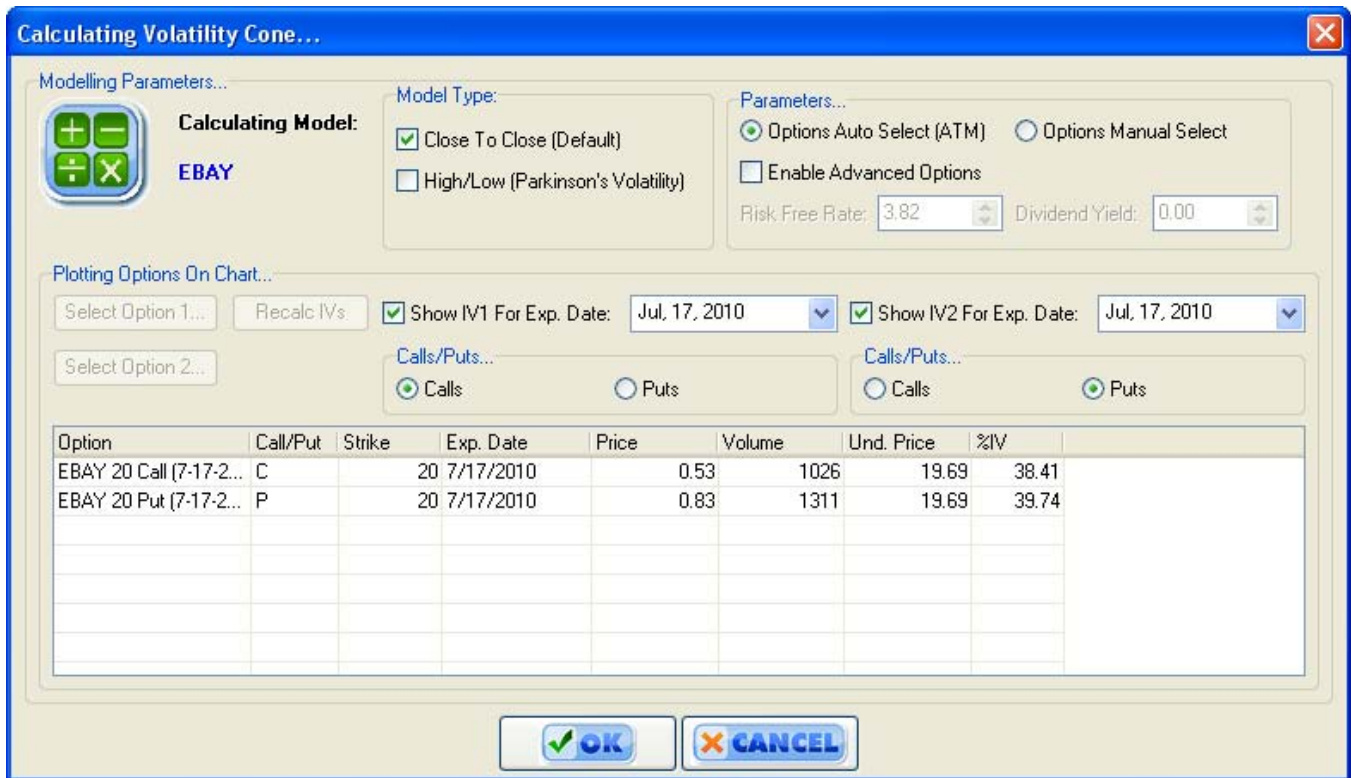 Calculating Volatility Cone...
Modelling Parameters...
Calculating Model:
EBAY
Model Type:
Close To Close (Default)
High/Low (Parkinson's Volatility)
Parameters...
Options Auto Select (ATM) Options Manual Select
Enable Advanced Options
Risk Free Rate: 3.82 Dividend Yield: 0.00
Plotting Options On Chart...
Select Option 1... Recalc IVs Show IV1 For Exp. Date: Jul, 17, 2010 Show IV2 For Exp. Date: Jul, 17, 2010
Select Option 2...
Calls/Puts... Calls/Puts...
Calls Puts Calls Puts
Option Call/Put Strike Exp. Date Price Volume Und. Price %IV
EBAY 20 Call (7-17-2... C 20 7/17/2010 0.53 1026 19.69 38.41
EBAY 20 Put (7-17-2... P 20 7/17/2010 0.83 1311 19.69 39.74
OK CANCEL